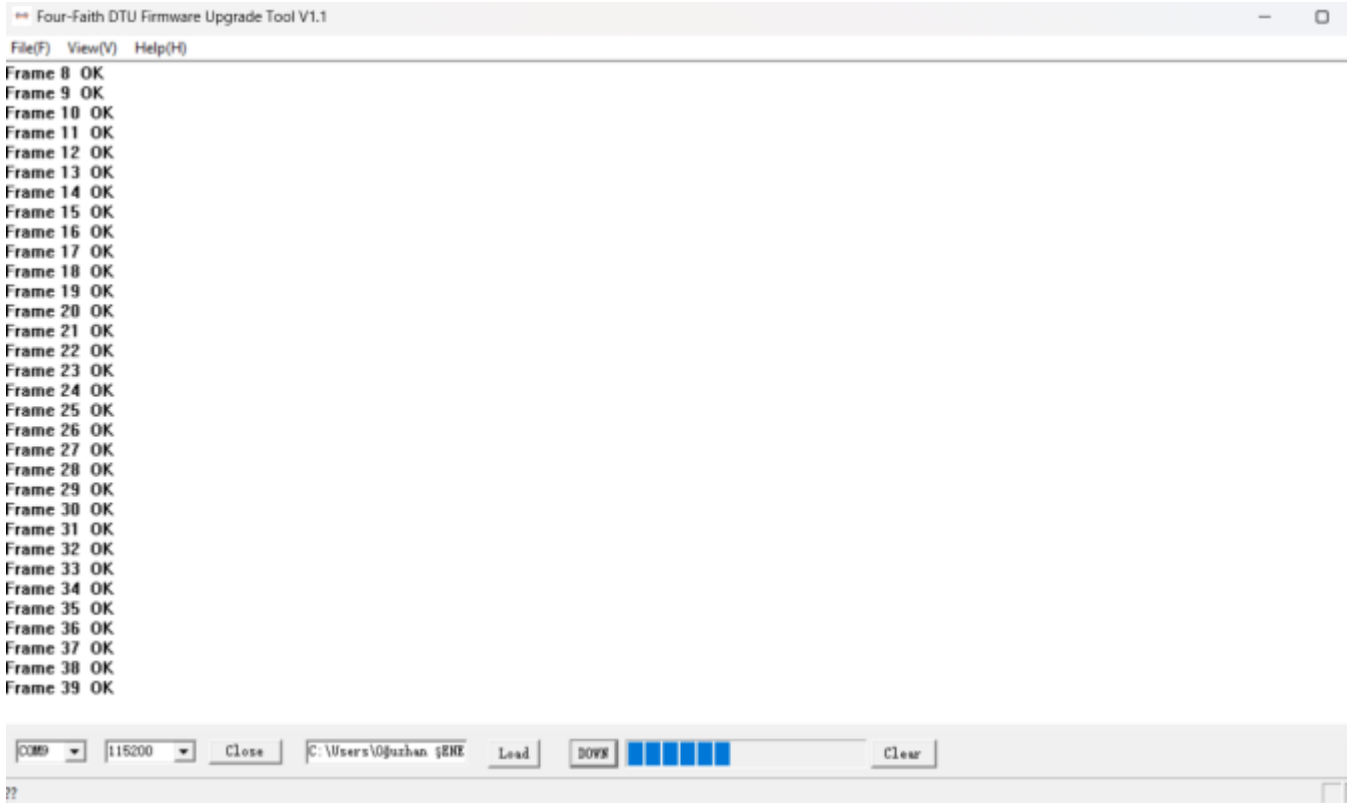 Four-Faith DTU Firmware Upgrade Tool V1.1
File(F) View(V) Help(H)
Frame 8 OK
Frame 9 OK
Frame 10 OK
Frame 11 OK
Frame 12 OK
Frame 13 OK
Frame 14 OK
Frame 15 OK
Frame 16 OK
Frame 17 OK
Frame 18 OK
Frame 19 OK
Frame 20 OK
Frame 21 OK
Frame 22 OK
Frame 23 OK
Frame 24 OK
Frame 25 OK
Frame 26 OK
Frame 27 OK
Frame 28 OK
Frame 29 OK
Frame 30 OK
Frame 31 OK
Frame 32 OK
Frame 33 OK
Frame 34 OK
Frame 35 OK
Frame 36 OK
Frame 37 OK
Frame 38 OK
Frame 39 OK
COM9 115200 Close C:\Users\Oğuzhan ŞENE Load DOWN Clear
??